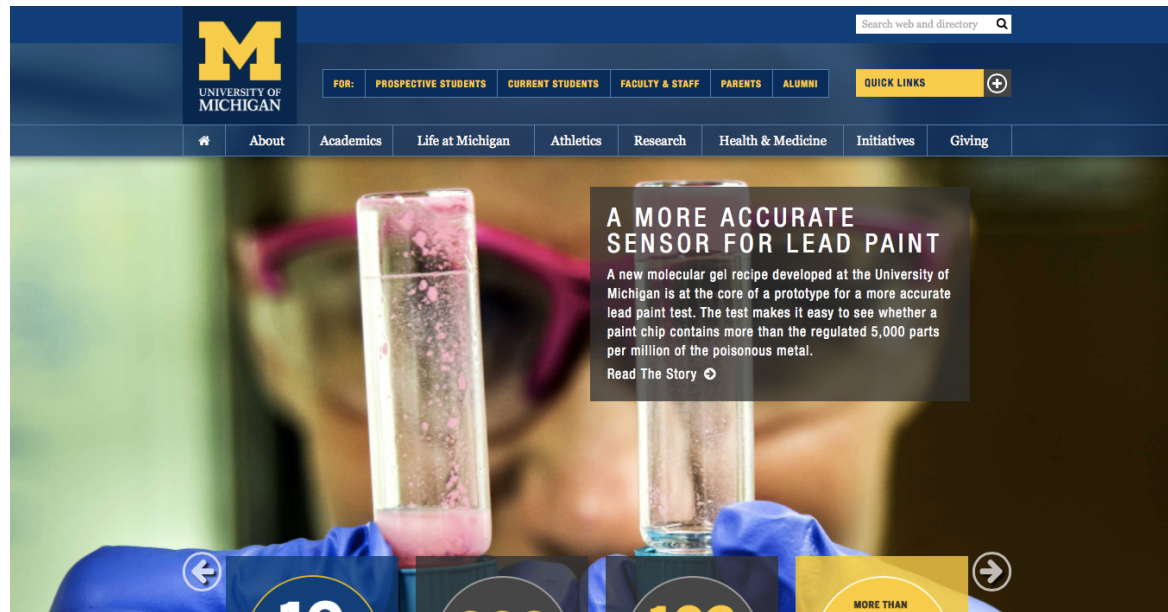 Search web and directory
M
UNIVERSITY OF
MICHIGAN
FOR: PROSPECTIVE STUDENTS CURRENT STUDENTS FACULTY & STAFF PARENTS ALUMNI
QUICK LINKS
About Academics Life at Michigan Athletics Research Health & Medicine Initiatives Giving
A MORE ACCURATE
SENSOR FOR LEAD PAINT
A new molecular gel recipe developed at the University of
Michigan is at the core of a prototype for a more accurate
lead paint test. The test makes it easy to see whether a
paint chip contains more than the regulated 5,000 parts
per million of the poisonous metal.
Read The Story
MORE THAN